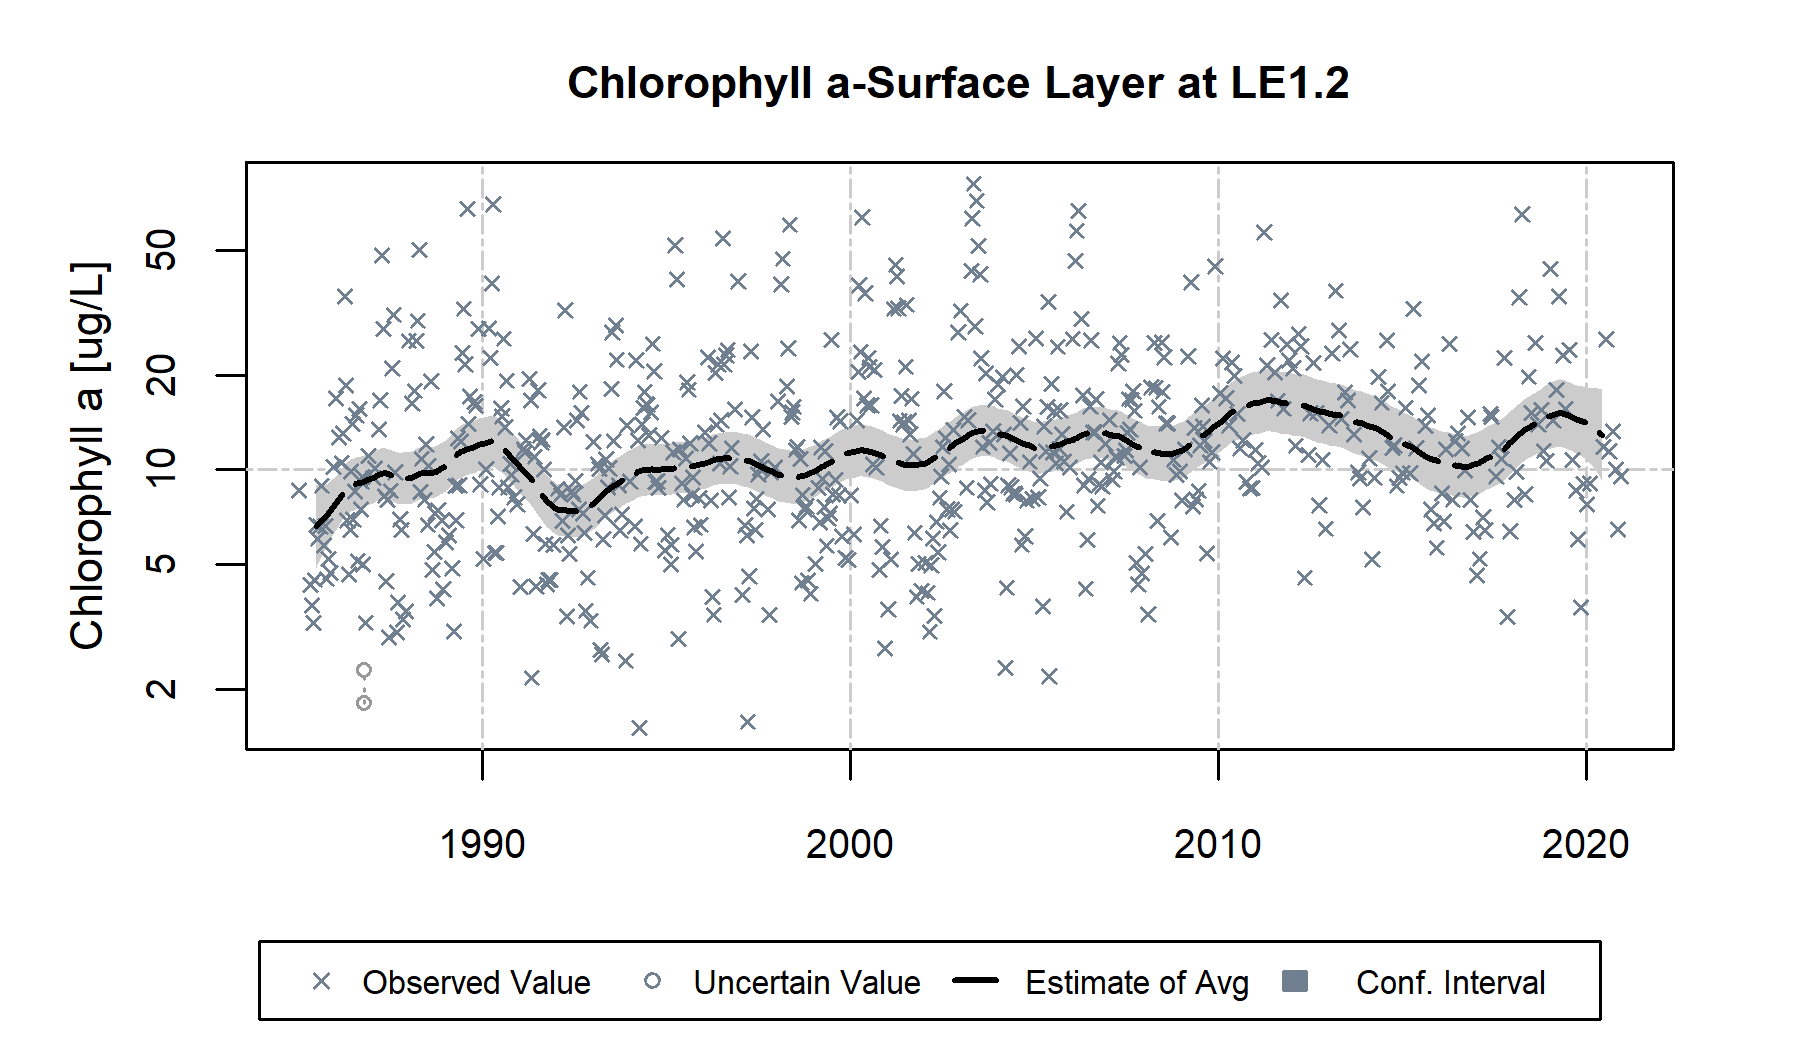 Chlorophyll a-Surface Layer at LE1.2
Chlorophyll a [ug/L]
50
20
10
5
2
1990 2000 2010 2020
Observed Value Uncertain Value Estimate of Avg Conf. Interval